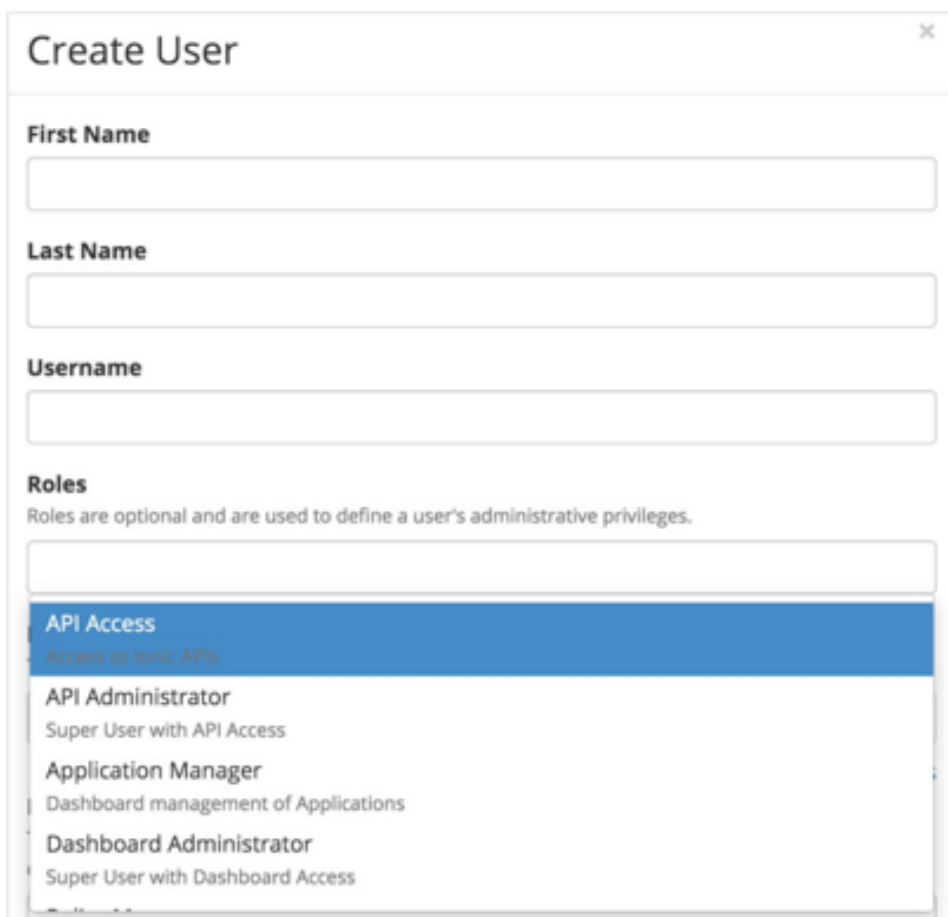 Create User
×
First Name
Last Name
Username
Roles
Roles are optional and are used to define a user's administrative privileges.
API Access
Access to Ionic APIs
API Administrator
Super User with API Access
Application Manager
Dashboard management of Applications
Dashboard Administrator
Super User with Dashboard Access